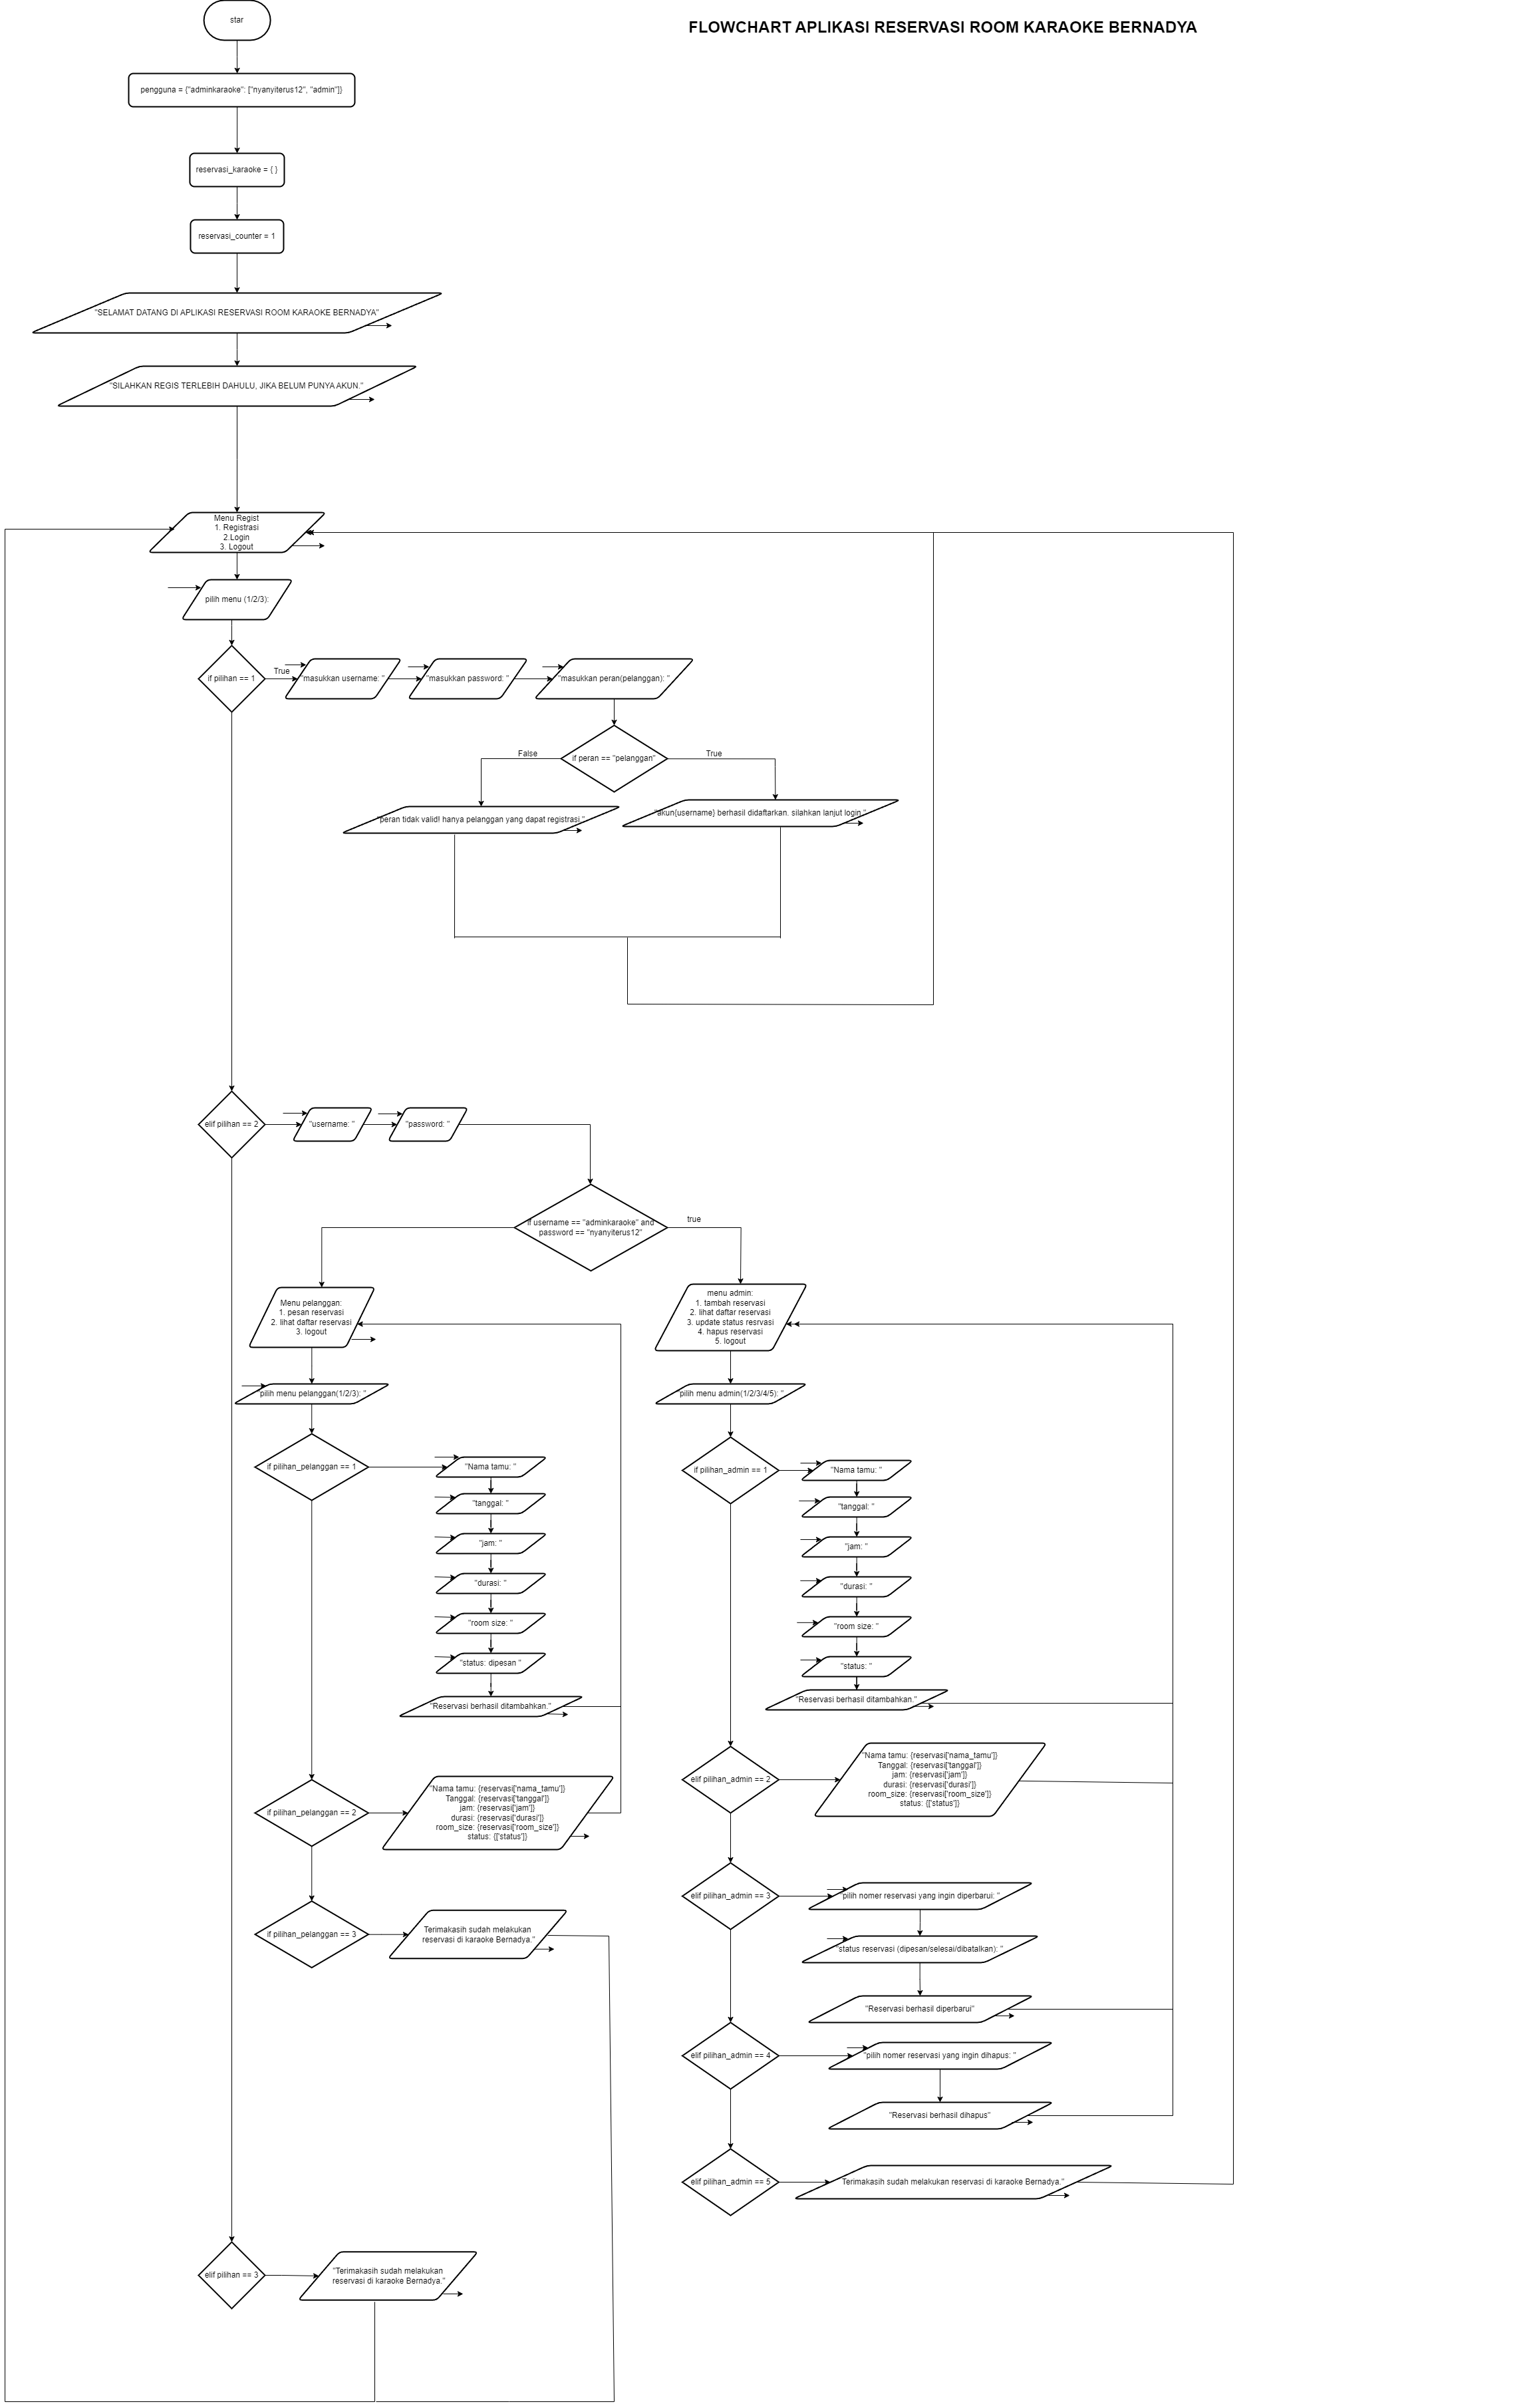 star
FLOWCHART APLIKASI RESERVASI ROOM KARAOKE BERNADYA
pengguna = {"adminkaraoke": ["nyanyiterus12", "admin"]}
reservasi_karaoke = { }
reservasi_counter = 1
"SELAMAT DATANG DI APLIKASI RESERVASI ROOM KARAOKE BERNADYA"
"SILAHKAN REGIS TERLEBIH DAHULU, JIKA BELUM PUNYA AKUN."
Menu Regist
1. Registrasi
2.Login
3. Logout
pilih menu (1/2/3):
if pilihan == 1
True
"masukkan username: "
"masukkan password: "
"masukkan peran(pelanggan): "
if peran == "pelanggan"
False
True
"peran tidak valid! hanya pelanggan yang dapat registrasi."
"akun{username} berhasil didaftarkan. silahkan lanjut login."
elif pilihan == 2
"username: "
"password: "
if username == "adminkaraoke" and
password == "nyanyiterus12"
true
Menu pelanggan:
1. pesan reservasi
2. lihat daftar reservasi
3. logout
menu admin:
1. tambah reservasi
2. lihat daftar reservasi
3. update status resrvasi
4. hapus reservasi
5. logout
"pilih menu pelanggan(1/2/3): "
"pilih menu admin(1/2/3/4/5): "
if pilihan_pelanggan == 1
"Nama tamu: "
"tanggal: "
"jam: "
"durasi: "
"room size: "
"status: dipesan "
"Reservasi berhasil ditambahkan."
if pilihan_admin == 1
"Nama tamu: "
"tanggal: "
"jam: "
"durasi: "
"room size: "
"status: "
"Reservasi berhasil ditambahkan."
if pilihan_pelanggan == 2
"Nama tamu: {reservasi['nama_tamu']}
Tanggal: {reservasi['tanggal']}
jam: {reservasi['jam']}
durasi: {reservasi['durasi']}
room_size: {reservasi['room_size']}
status: {['status']}
elif pilihan_admin == 2
"Nama tamu: {reservasi['nama_tamu']}
Tanggal: {reservasi['tanggal']}
jam: {reservasi['jam']}
durasi: {reservasi['durasi']}
room_size: {reservasi['room_size']}
status: {['status']}
if pilihan_pelanggan == 3
Terimakasih sudah melakukan
reservasi di karaoke Bernadya."
elif pilihan_admin == 3
"pilih nomer reservasi yang ingin diperbarui: "
"status reservasi (dipesan/selesai/dibatalkan): "
"Reservasi berhasil diperbarui"
elif pilihan_admin == 4
"pilih nomer reservasi yang ingin dihapus: "
"Reservasi berhasil dihapus"
elif pilihan_admin == 5
Terimakasih sudah melakukan reservasi di karaoke Bernadya."
elif pilihan == 3
"Terimakasih sudah melakukan
reservasi di karaoke Bernadya."